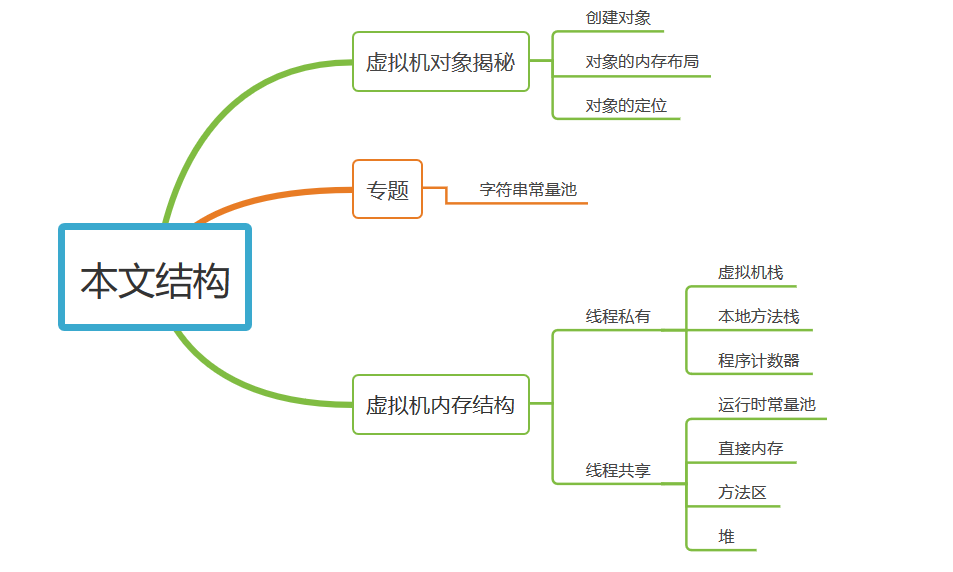 本文结构
虚拟机对象揭秘
创建对象
对象的内存布局
对象的定位
专题
字符串常量池
虚拟机内存结构
线程私有
虚拟机栈
本地方法栈
程序计数器
线程共享
运行时常量池
直接内存
方法区
堆